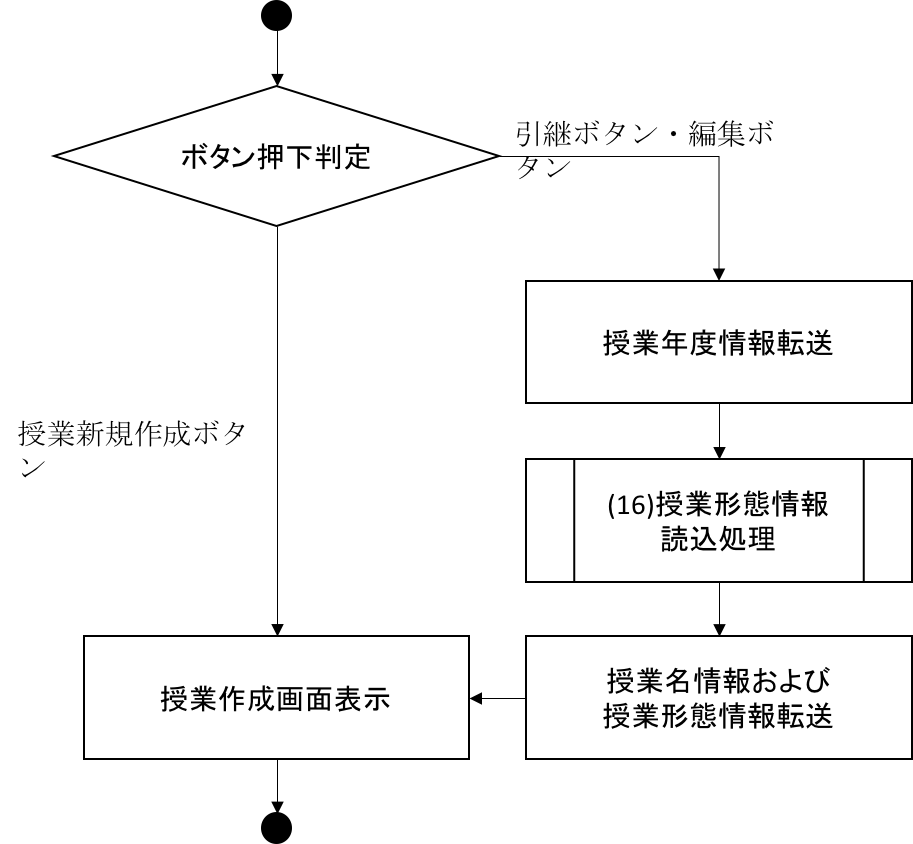 ボタン押下判定
引継ボタン・編集ボ
タン
授業年度情報転送
授業新規作成ボタ
ン
(16)授業形態情報
読込処理
授業名情報および
授業形態情報転送
授業作成画面表示